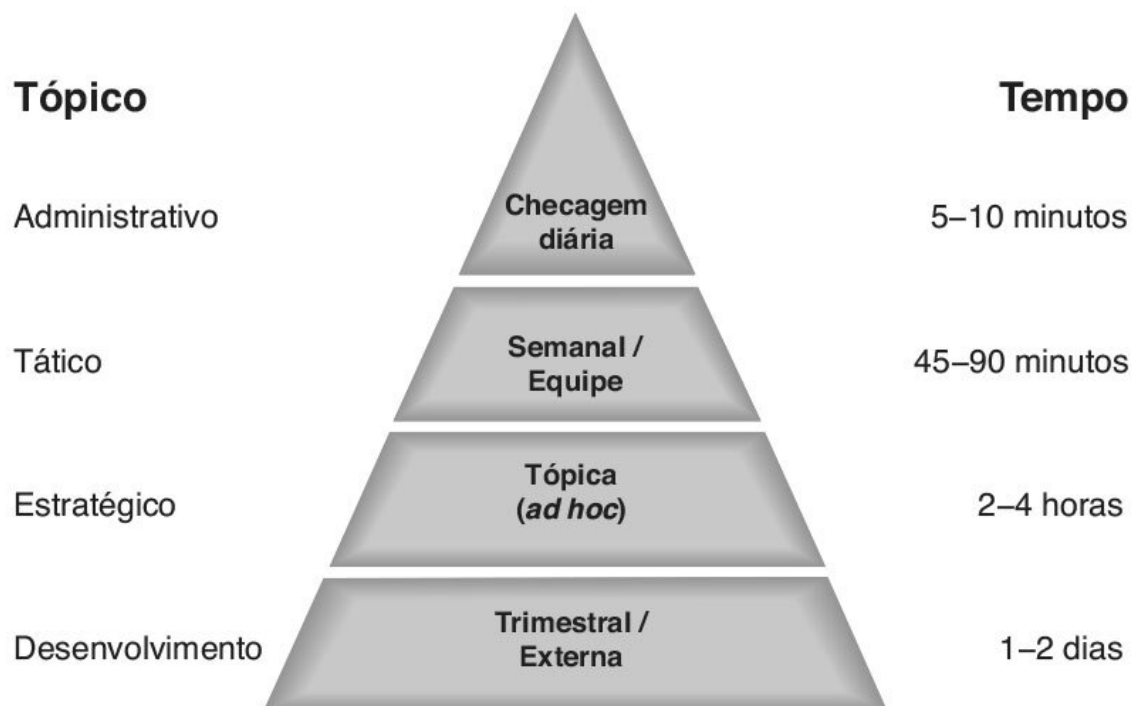 Tópico
Tempo
Administrativo
Checagem
diária
5–10 minutos
Tático
Semanal /
Equipe
45–90 minutos
Estratégico
Tópica
(ad hoc)
2–4 horas
Desenvolvimento
Trimestral /
Externa
1–2 dias